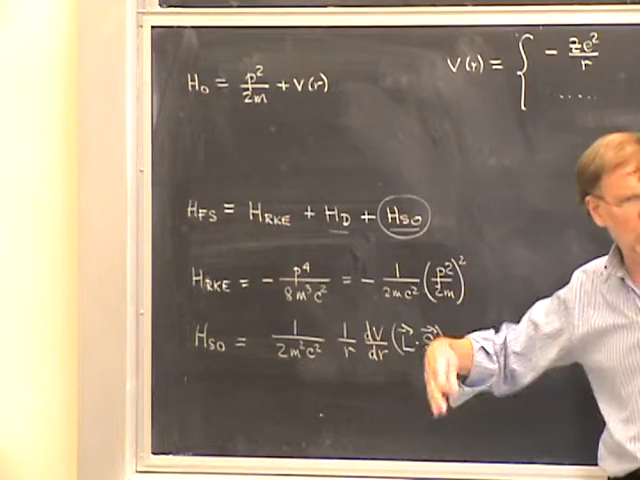 H₀ = p²/2m + V(r)
V(r) = { - Ze²/r
.....
H_FS = H_RKE + H_D + H_SO
H_RKE = - p⁴/8m³c² = - 1/2mc² (p²/2m)²
H_SO = 1/2m²c² 1/r dV/dr (L⃗ ·